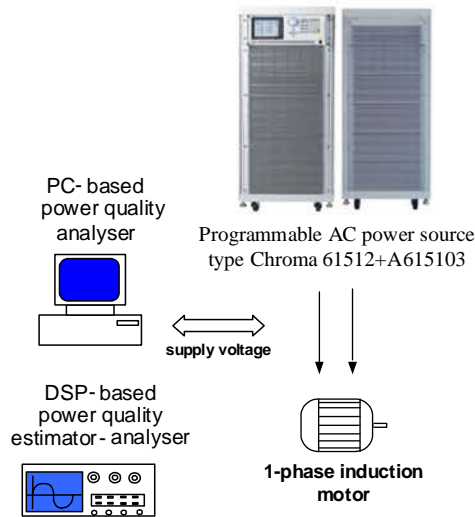 PC- based
power quality
analyser
Programmable AC power source
type Chroma 61512+A615103
supply voltage
DSP- based
power quality
estimator- analyser
1-phase induction
motor